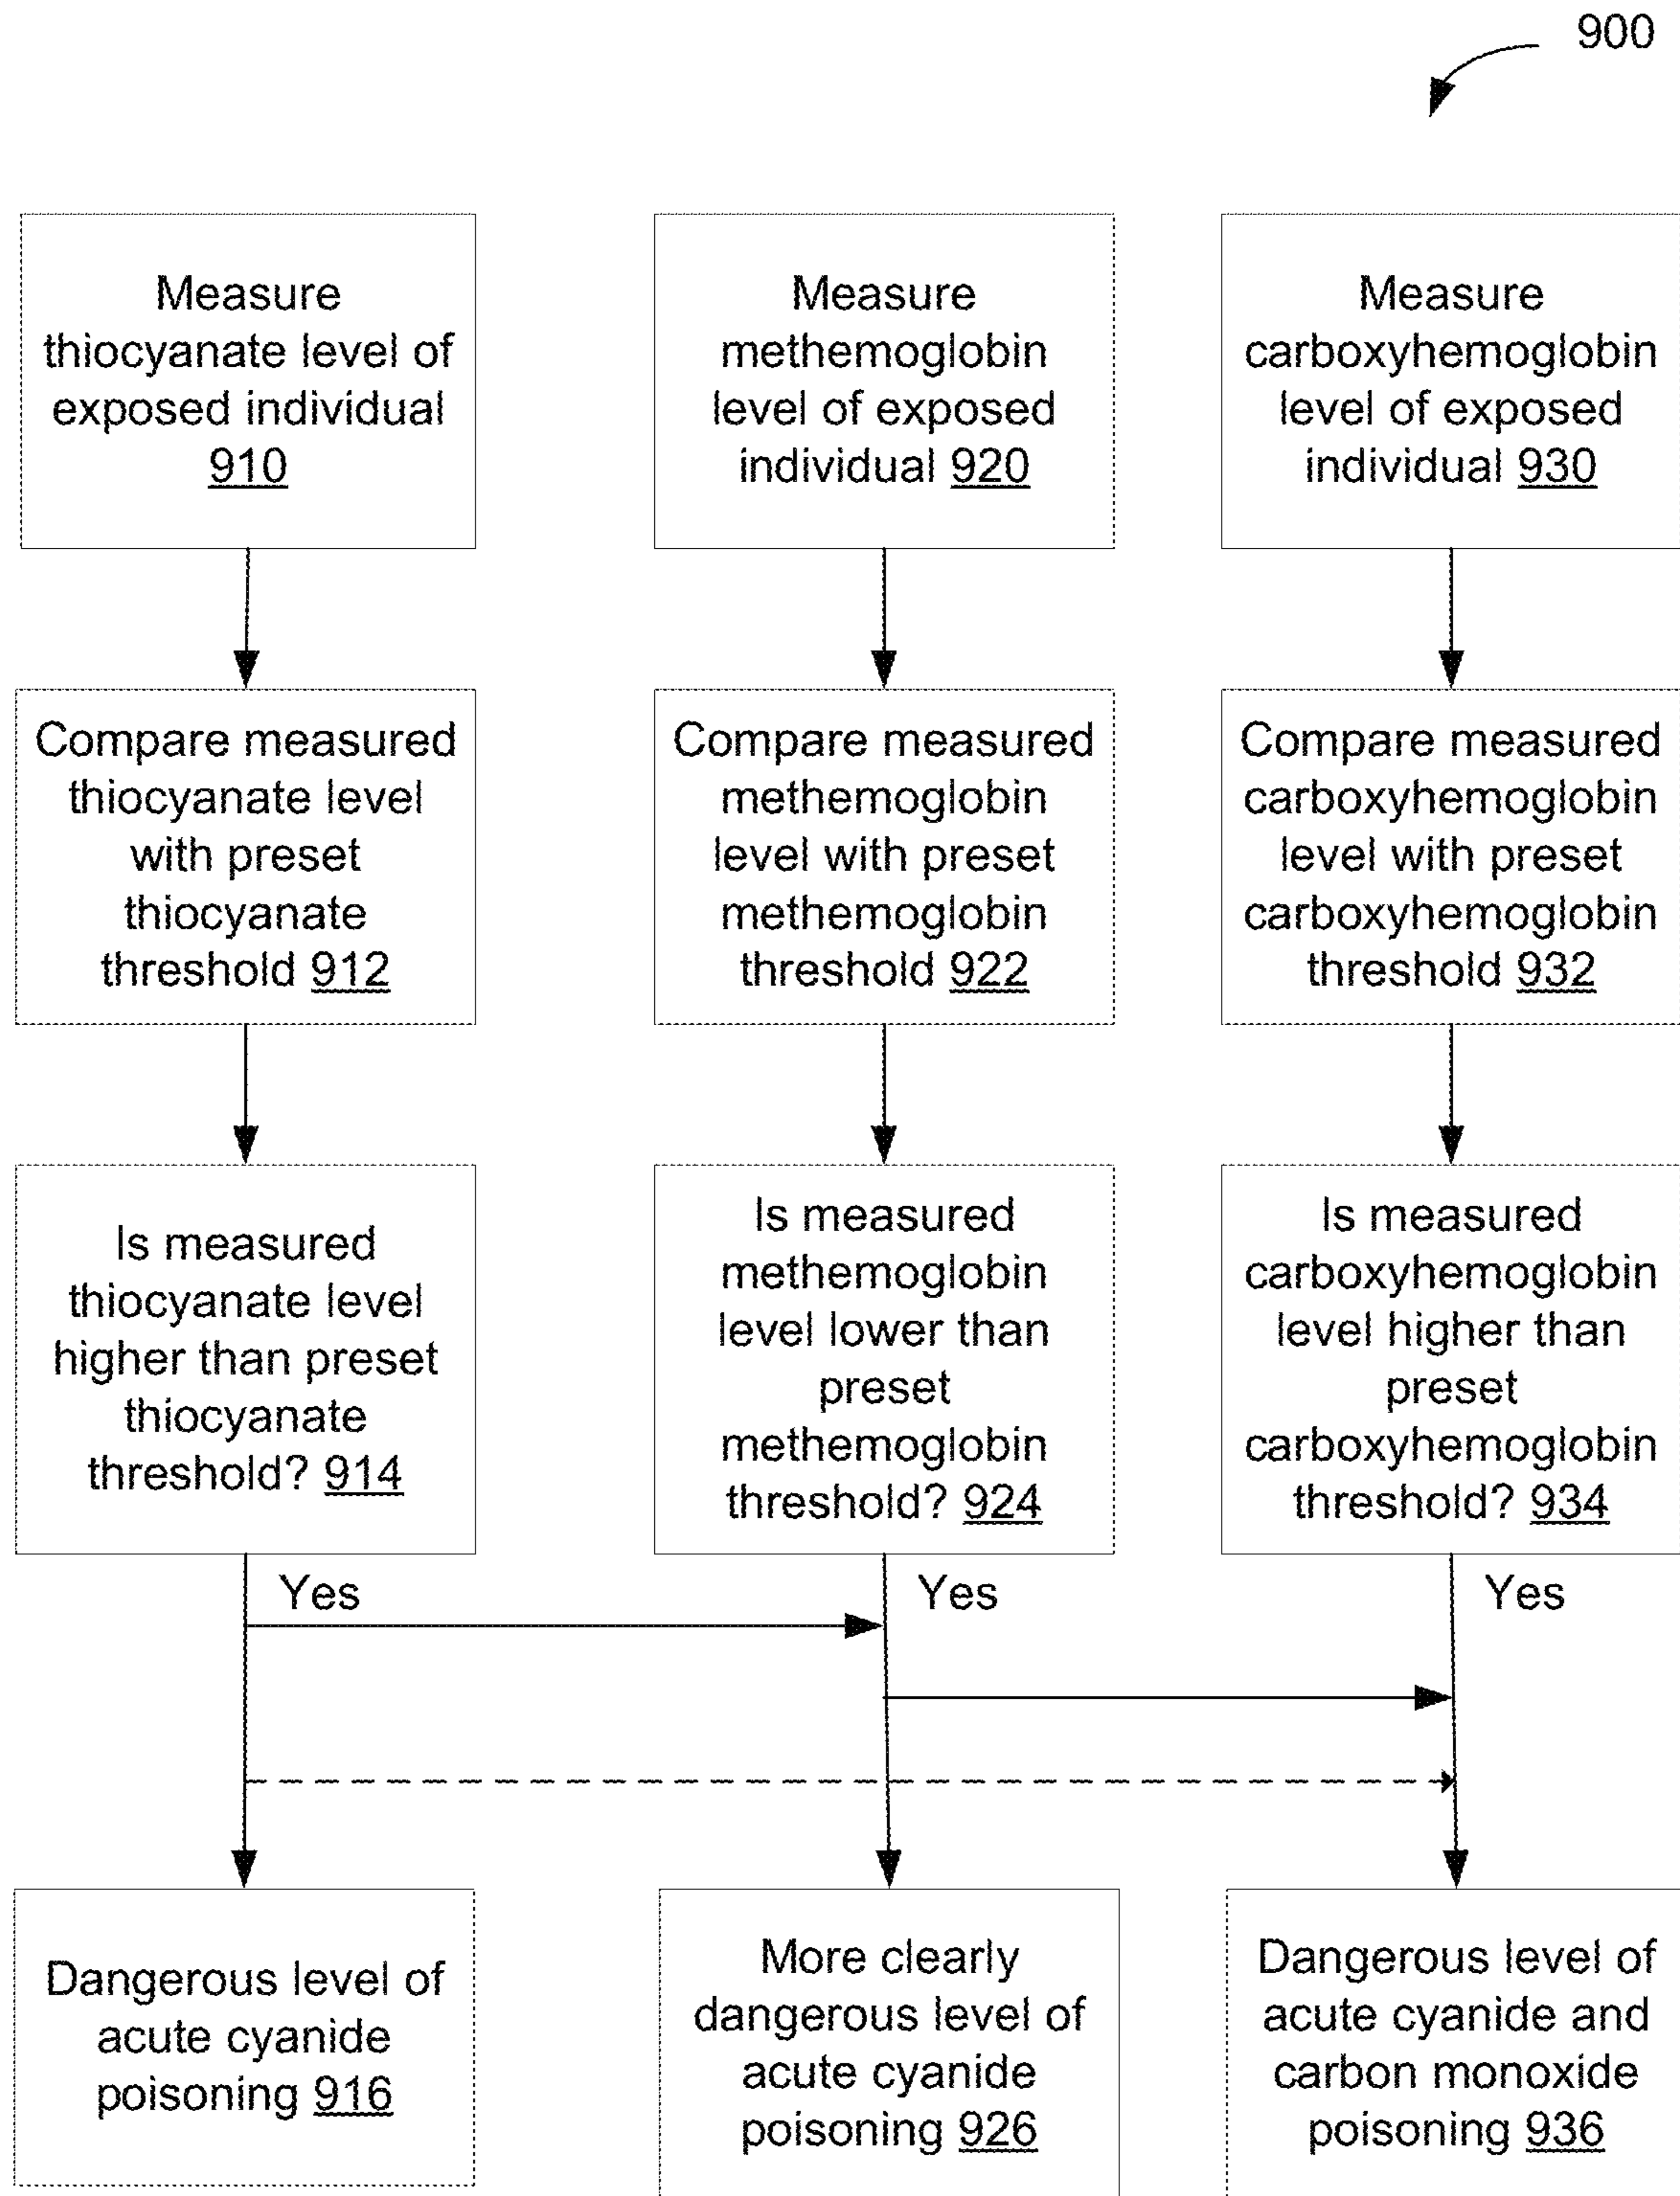 900
Measure
thiocyanate level of
exposed individual
910
Measure
methemoglobin
level of exposed
individual 920
Measure
carboxyhemoglobin
level of exposed
individual 930
Compare measured
thiocyanate level
with preset
thiocyanate
threshold 912
Compare measured
methemoglobin
level with preset
methemoglobin
threshold 922
Compare measured
carboxyhemoglobin
level with preset
carboxyhemoglobin
threshold 932
Is measured
thiocyanate level
higher than preset
thiocyanate
threshold? 914
Is measured
methemoglobin
level lower than
preset
methemoglobin
threshold? 924
Is measured
carboxyhemoglobin
level higher than
preset
carboxyhemoglobin
threshold? 934
Yes
Yes
Yes
Dangerous level of
acute cyanide
poisoning 916
More clearly
dangerous level of
acute cyanide
poisoning 926
Dangerous level of
acute cyanide and
carbon monoxide
poisoning 936